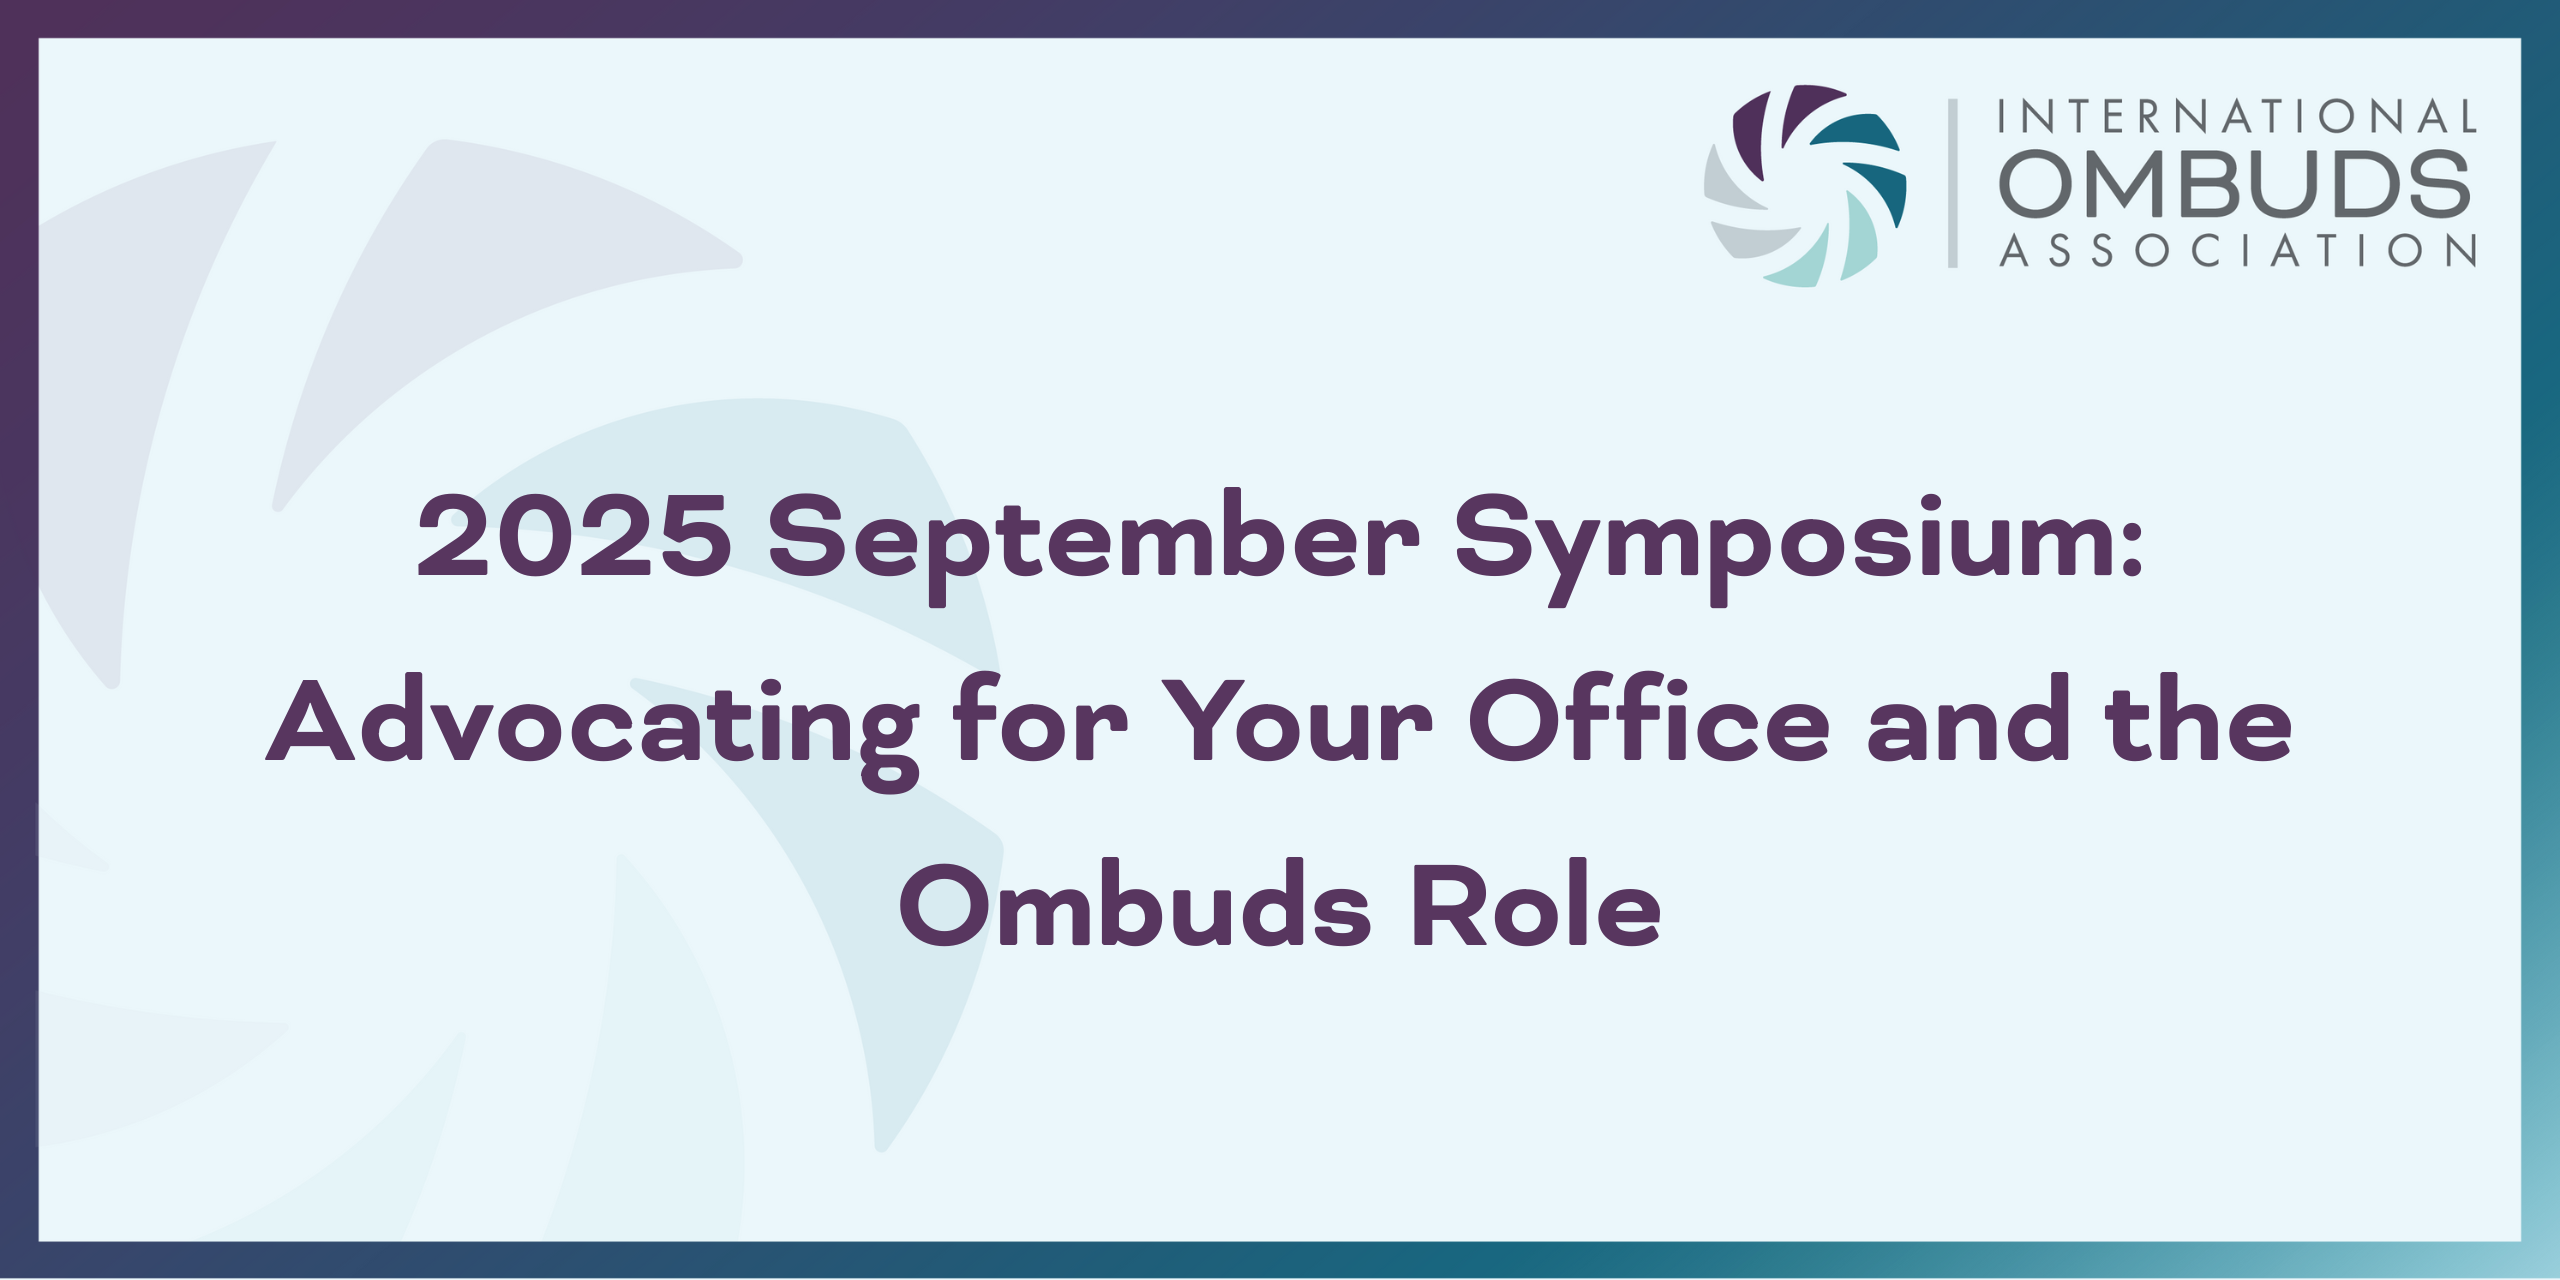 INTERNATIONAL
OMBUDS
ASSOCIATION
2025 September Symposium:
Advocating for Your Office and the
Ombuds Role